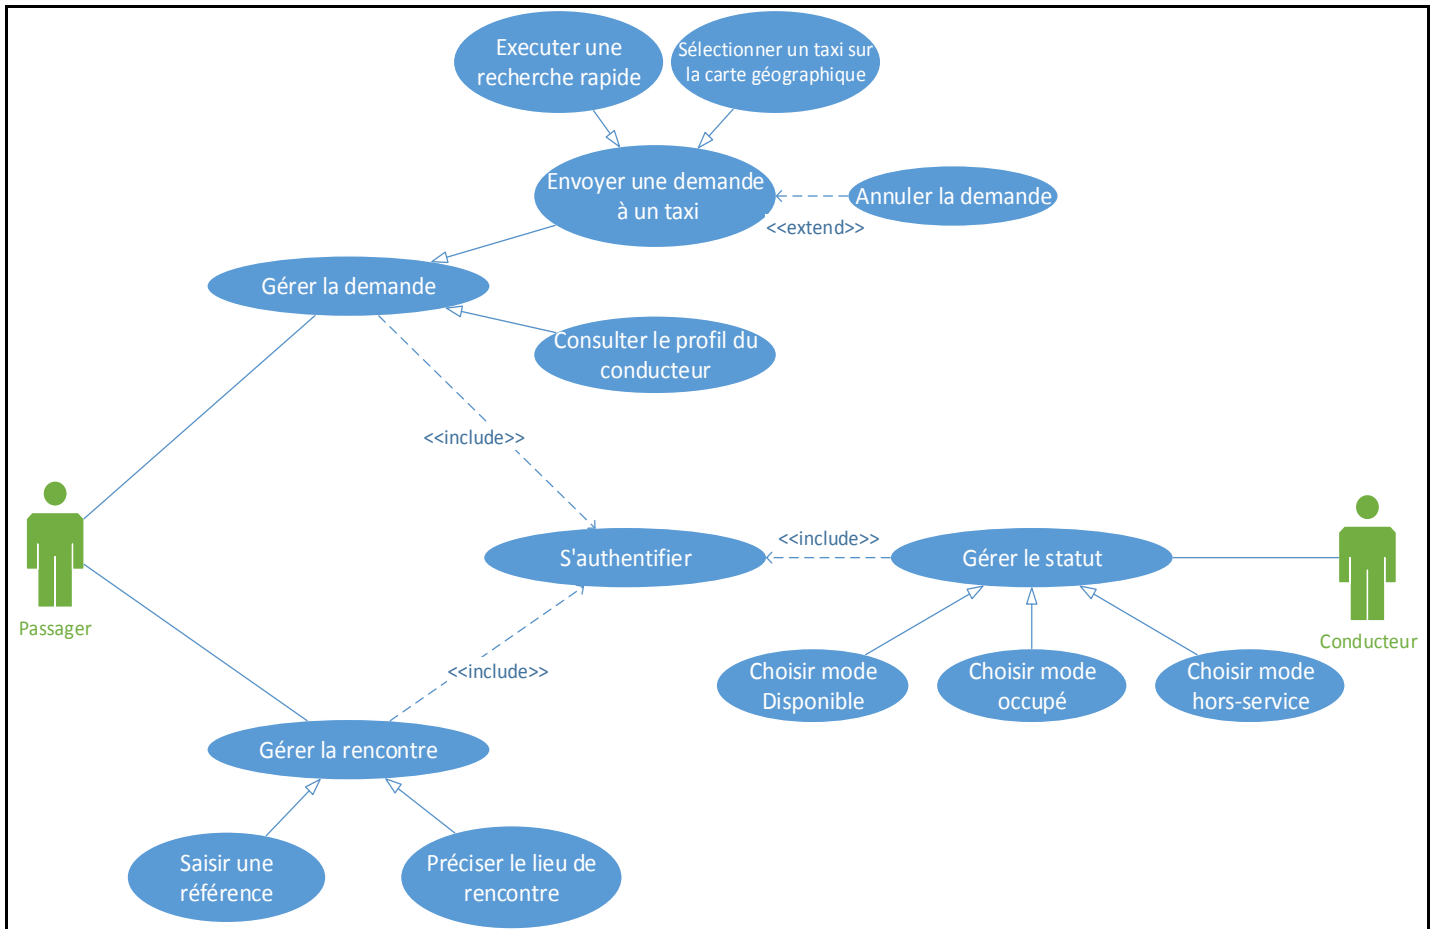 Executer une
recherche rapide
Sélectionner un taxi sur
la carte géographique
Envoyer une demande
à un taxi
Annuler la demande
<<extend>>
Gérer la demande
Consulter le profil du
conducteur
<<include>>
S'authentifier
<<include>>
Gérer le statut
Passager
Conducteur
<<include>>
Choisir mode
Disponible
Choisir mode
occupé
Choisir mode
hors-service
Gérer la rencontre
Saisir une
référence
Préciser le lieu de
rencontre